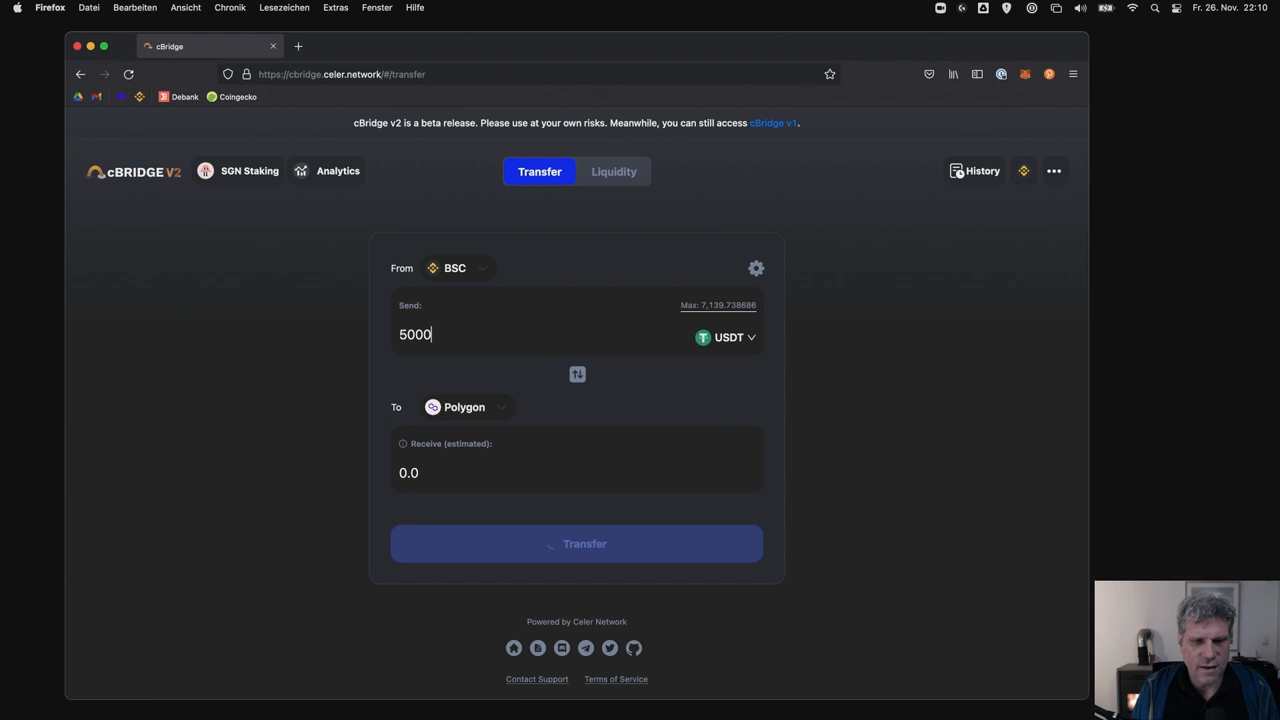 Firefox Datei Bearbeiten Ansicht Chronik Lesezeichen Extras Fenster Hilfe Fr. 26. Nov. 22:10
cBridge
https://cbridge.celer.network/#/transfer
Debank Coingecko
cBridge v2 is a beta release. Please use at your own risks. Meanwhile, you can still access cBridge v1.
cBRIDGE V2 SGN Staking Analytics Transfer Liquidity History
From BSC
Send: Max: 7,139.738686
5000 USDT
To Polygon
Receive (estimated):
0.0
Transfer
Powered by Celer Network
Contact Support Terms of Service